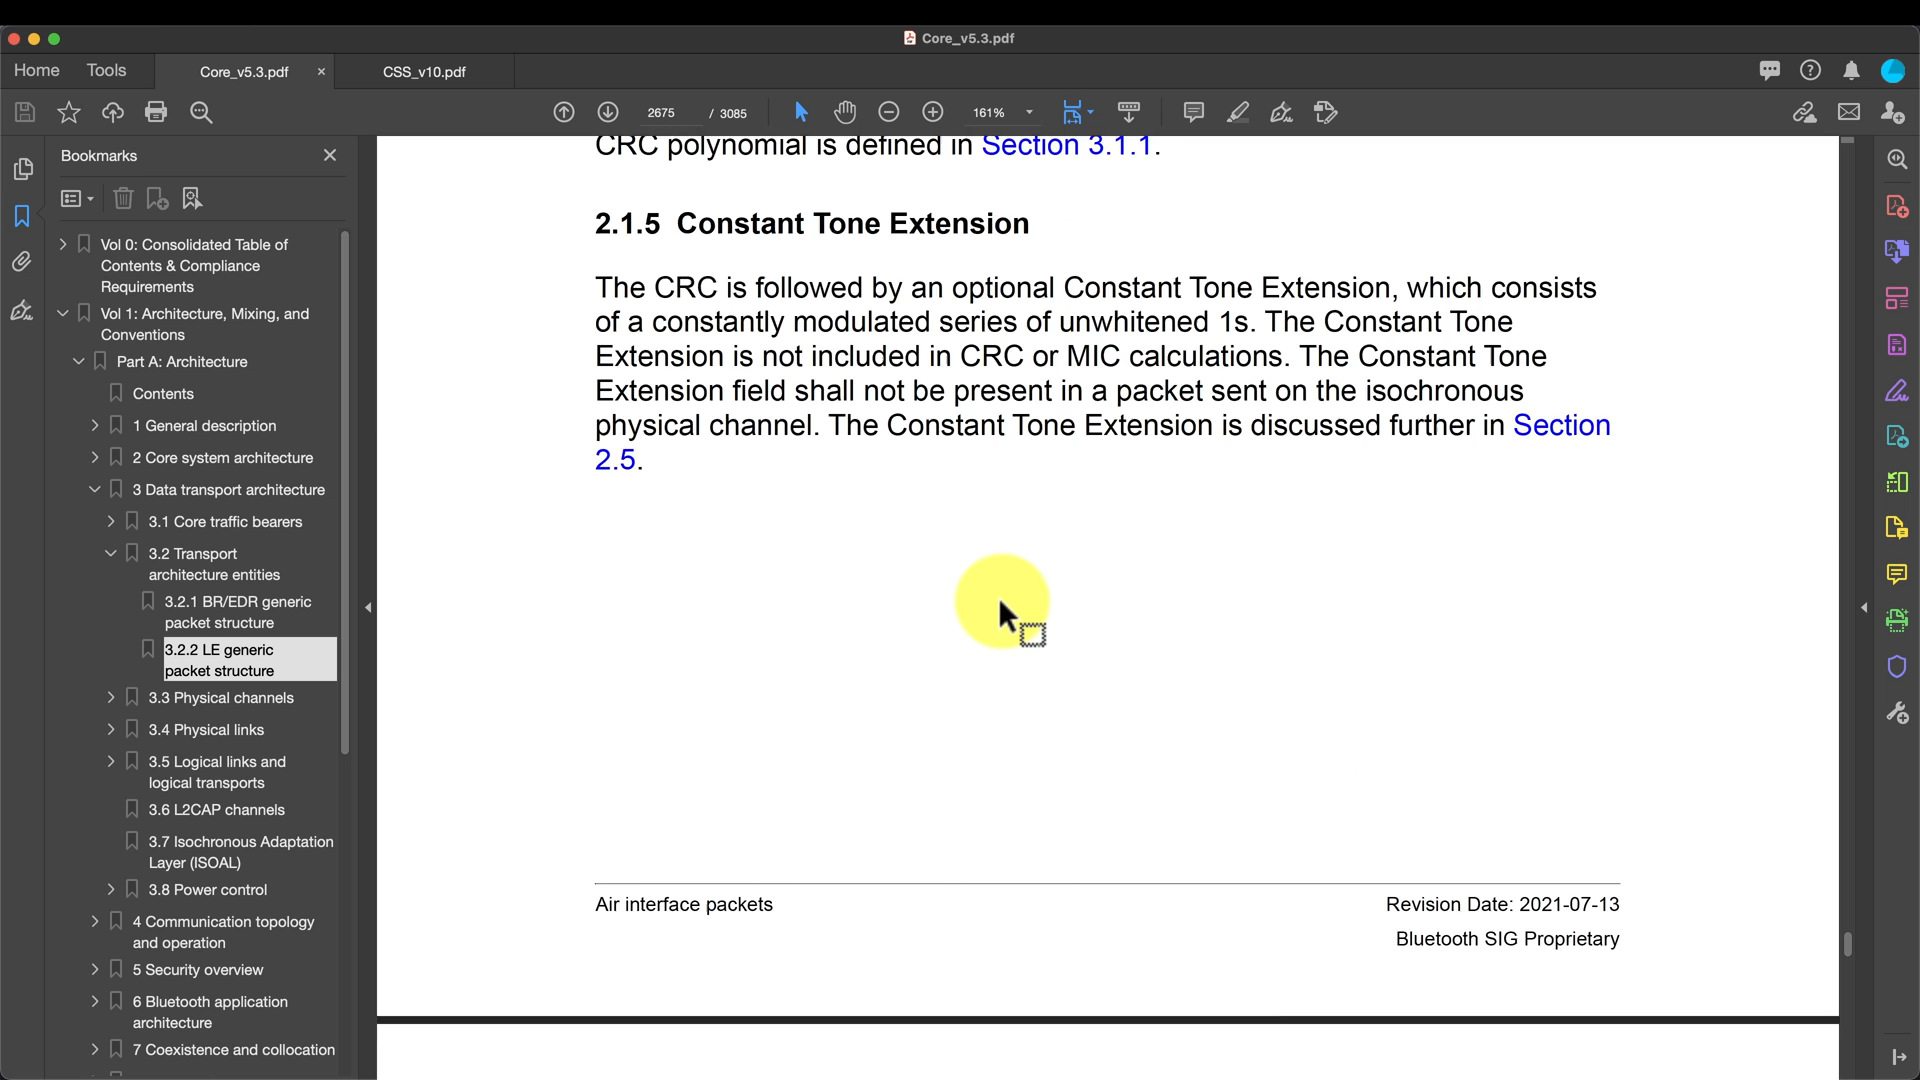 Core_v5.3.pdf
Home
Tools
Core_v5.3.pdf
CSS_v10.pdf
2675
/ 3085
161%
Bookmarks
Vol 0: Consolidated Table of
Contents & Compliance
Requirements
Vol 1: Architecture, Mixing, and
Conventions
Part A: Architecture
Contents
1 General description
2 Core system architecture
3 Data transport architecture
3.1 Core traffic bearers
3.2 Transport
architecture entities
3.2.1 BR/EDR generic
packet structure
3.2.2 LE generic
packet structure
3.3 Physical channels
3.4 Physical links
3.5 Logical links and
logical transports
3.6 L2CAP channels
3.7 Isochronous Adaptation
Layer (ISOAL)
3.8 Power control
4 Communication topology
and operation
5 Security overview
6 Bluetooth application
architecture
7 Coexistence and collocation
CRC polynomial is defined in Section 3.1.1.
2.1.5 Constant Tone Extension
The CRC is followed by an optional Constant Tone Extension, which consists
of a constantly modulated series of unwhitened 1s. The Constant Tone
Extension is not included in CRC or MIC calculations. The Constant Tone
Extension field shall not be present in a packet sent on the isochronous
physical channel. The Constant Tone Extension is discussed further in Section
2.5.
Air interface packets
Revision Date: 2021-07-13
Bluetooth SIG Proprietary